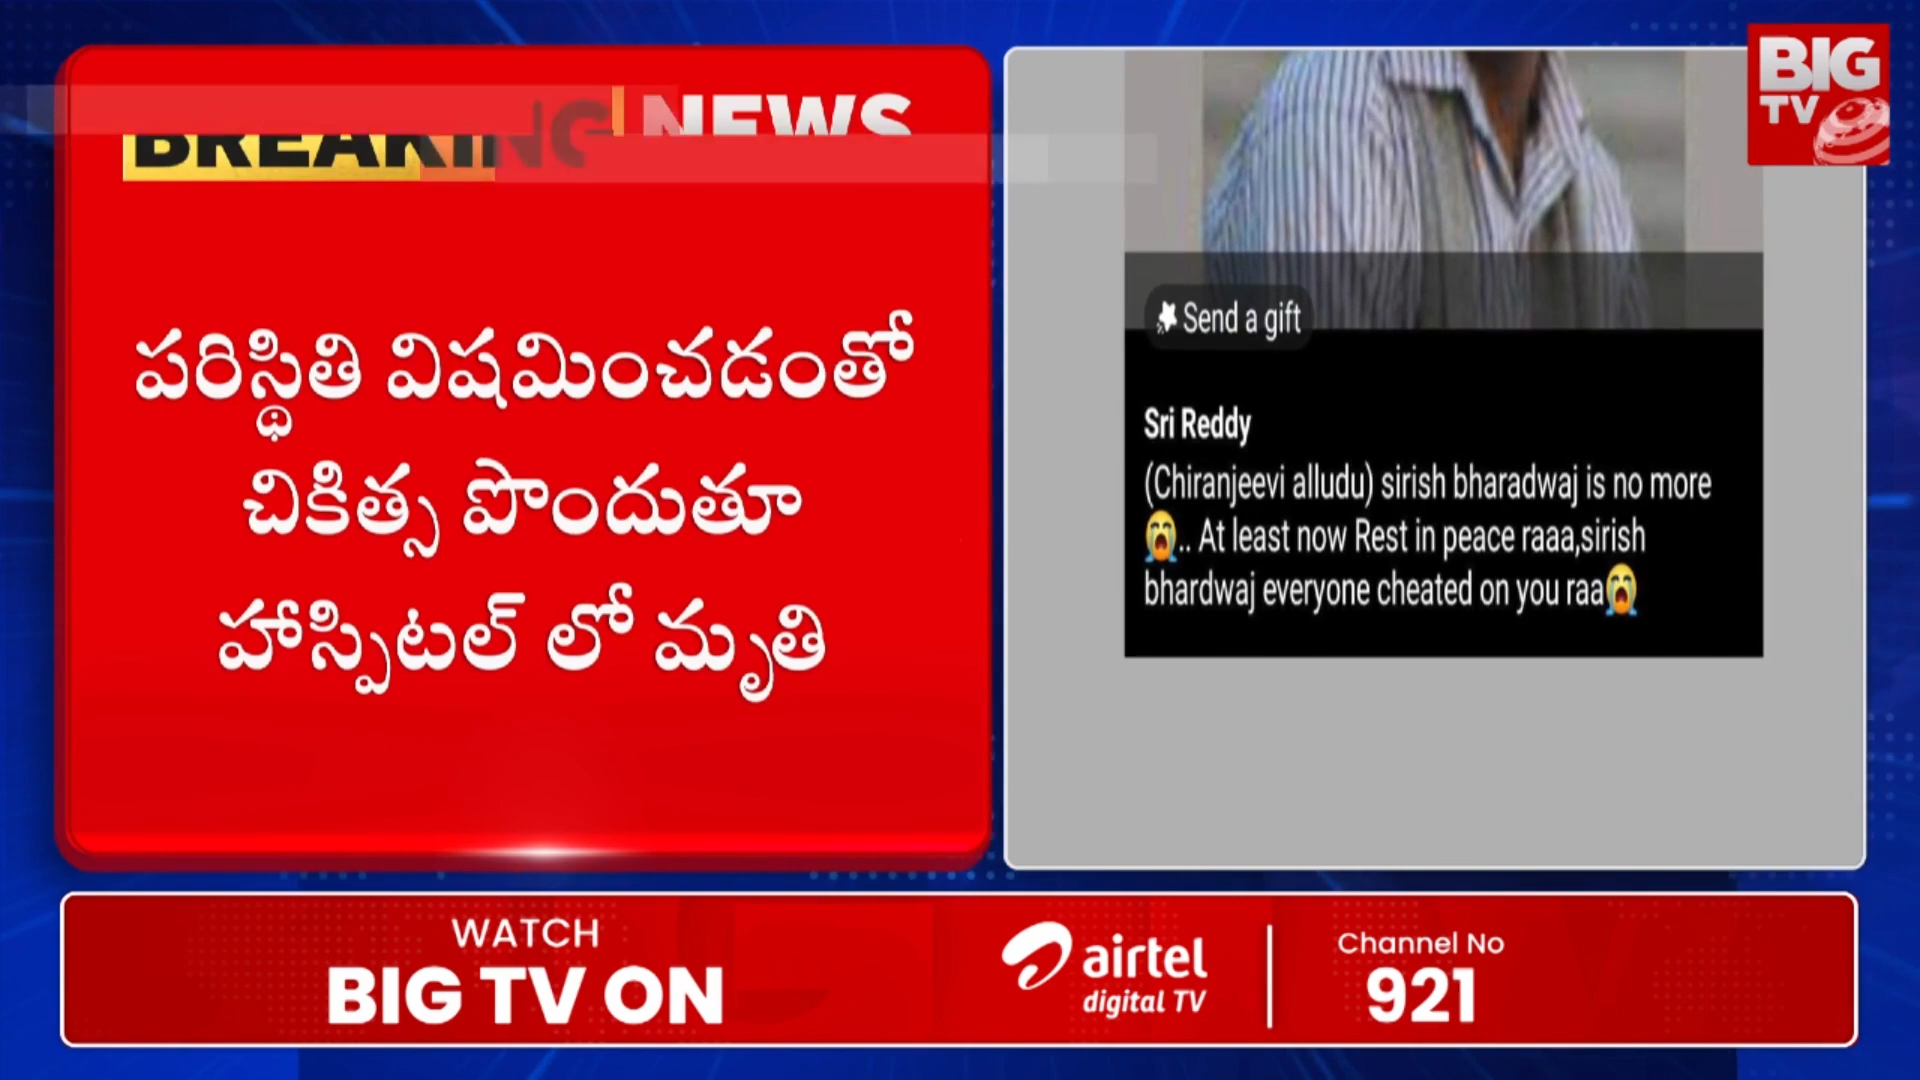 BREAKING NEWS
పరిస్థితి విషమించడంతో
చికిత్స పొందుతూ
హాస్పిటల్ లో మృతి
BIG
TV
Send a gift
Sri Reddy
(Chiranjeevi alludu) sirish bharadwaj is no more
😭.. At least now Rest in peace raaa,sirish
bhardwaj everyone cheated on you raa😭
WATCH
BIG TV ON
airtel
digital TV
Channel No
921